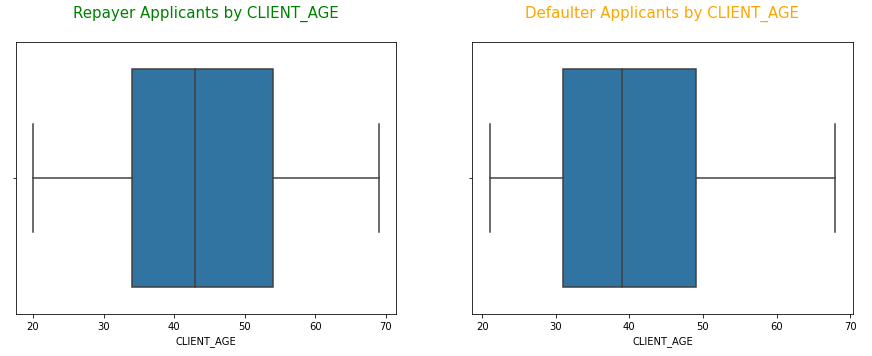 Repayer Applicants by CLIENT_AGE
20 30 40 50 60 70
CLIENT_AGE
Defaulter Applicants by CLIENT_AGE
20 30 40 50 60 70
CLIENT_AGE